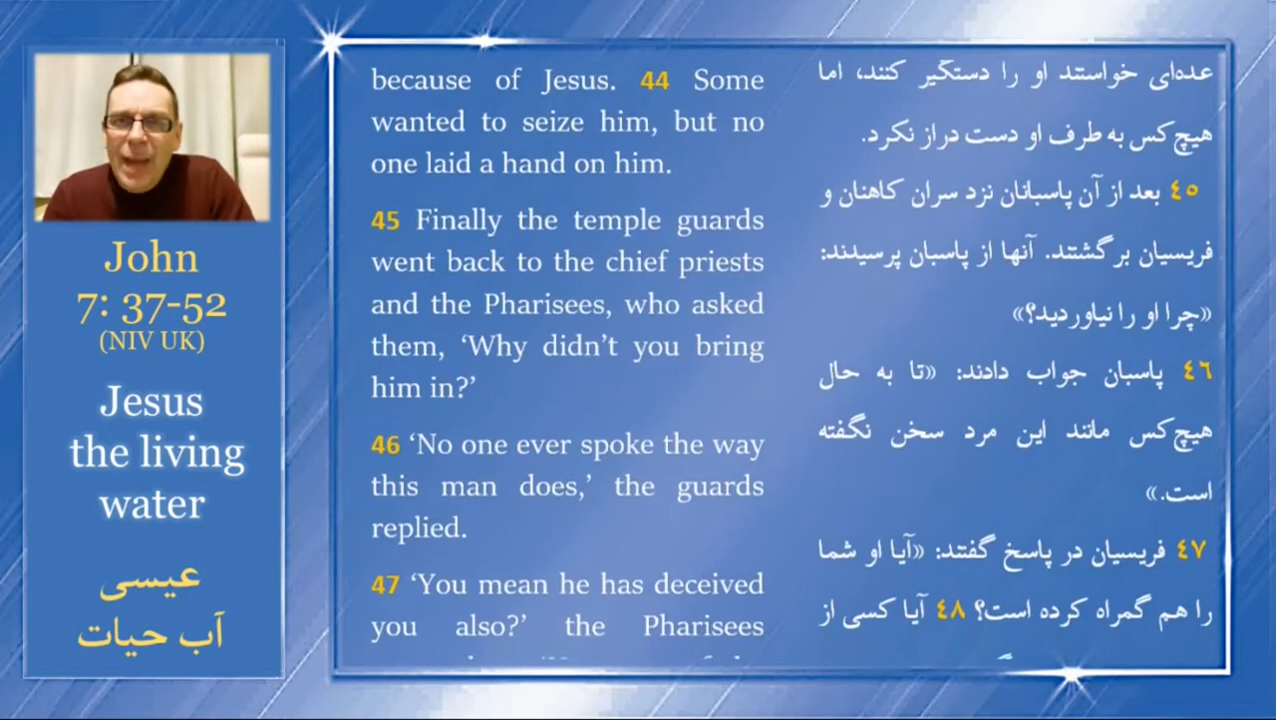 John
7: 37-52
(NIV UK)
Jesus
the living
water
عیسی
آب حیات
because of Jesus. 44 Some
wanted to seize him, but no
one laid a hand on him.
45 Finally the temple guards
went back to the chief priests
and the Pharisees, who asked
them, ‘Why didn’t you bring
him in?’
46 ‘No one ever spoke the way
this man does,’ the guards
replied.
47 ‘You mean he has deceived
you also?’ the Pharisees
عده‌ای خواستند او را دستگیر کنند، اما
هیچ‌کس به طرف او دست دراز نکرد.
٤٥ بعد از آن پاسبانان نزد سران کاهنان و
فریسیان برگشتند. آنها از پاسبان پرسیدند:
«چرا او را نیاوردید؟»
٤٦ پاسبان جواب دادند: «تا به حال
هیچ‌کس مانند این مرد سخن نگفته
است.»
٤٧ فریسیان در پاسخ گفتند: «آیا او شما
را هم گمراه کرده است؟ ٤٨ آیا کسی از